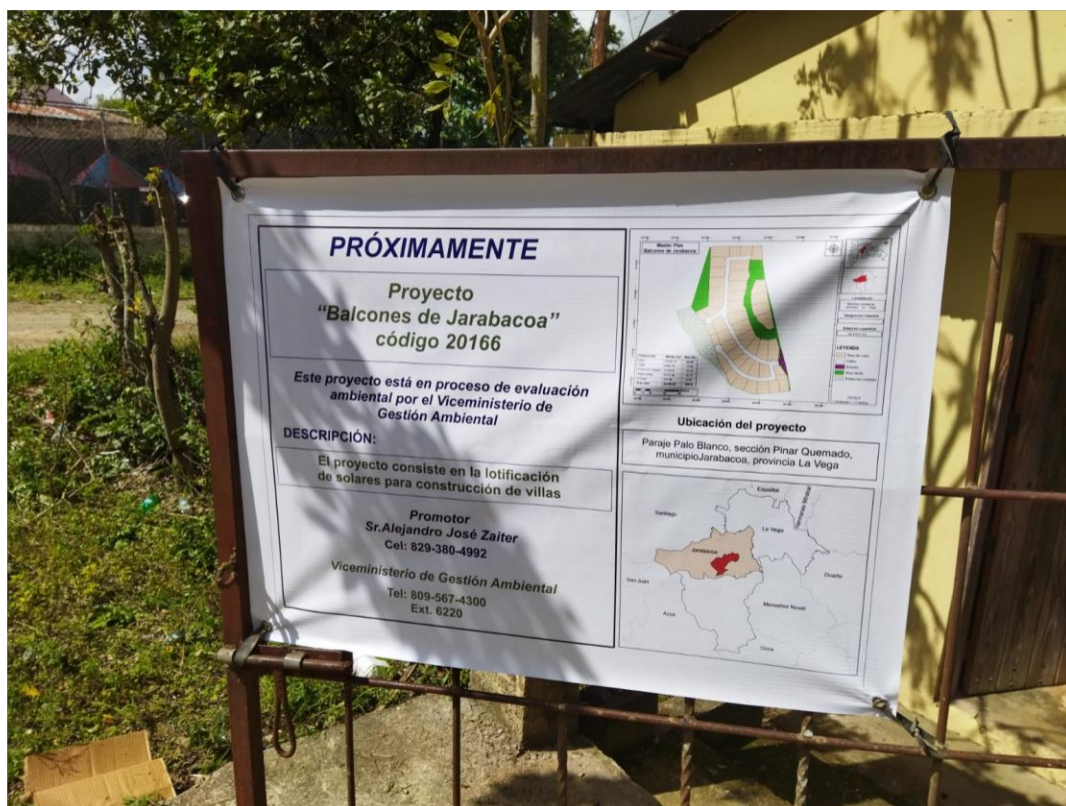 PRÓXIMAMENTE
Proyecto
“Balcones de Jarabacoa”
código 20166
Este proyecto está en proceso de evaluación
ambiental por el Viceministerio de
Gestión Ambiental
DESCRIPCIÓN:
El proyecto consiste en la lotificación
de solares para construcción de villas
Promotor
Sr.Alejandro José Zaiter
Cel: 829-380-4992
Viceministerio de Gestión Ambiental
Tel: 809-567-4300
Ext. 6220
Master Plan
Balcones de Jarabacoa
LEYENDA
Ubicación del proyecto
Paraje Palo Blanco, sección Pinar Quemado,
municipioJarabacoa, provincia La Vega
Espaillat
Santiago
La Vega
Jarabacoa
Duarte
San Juan
Monseñor Nouel
Azua
Ocoa